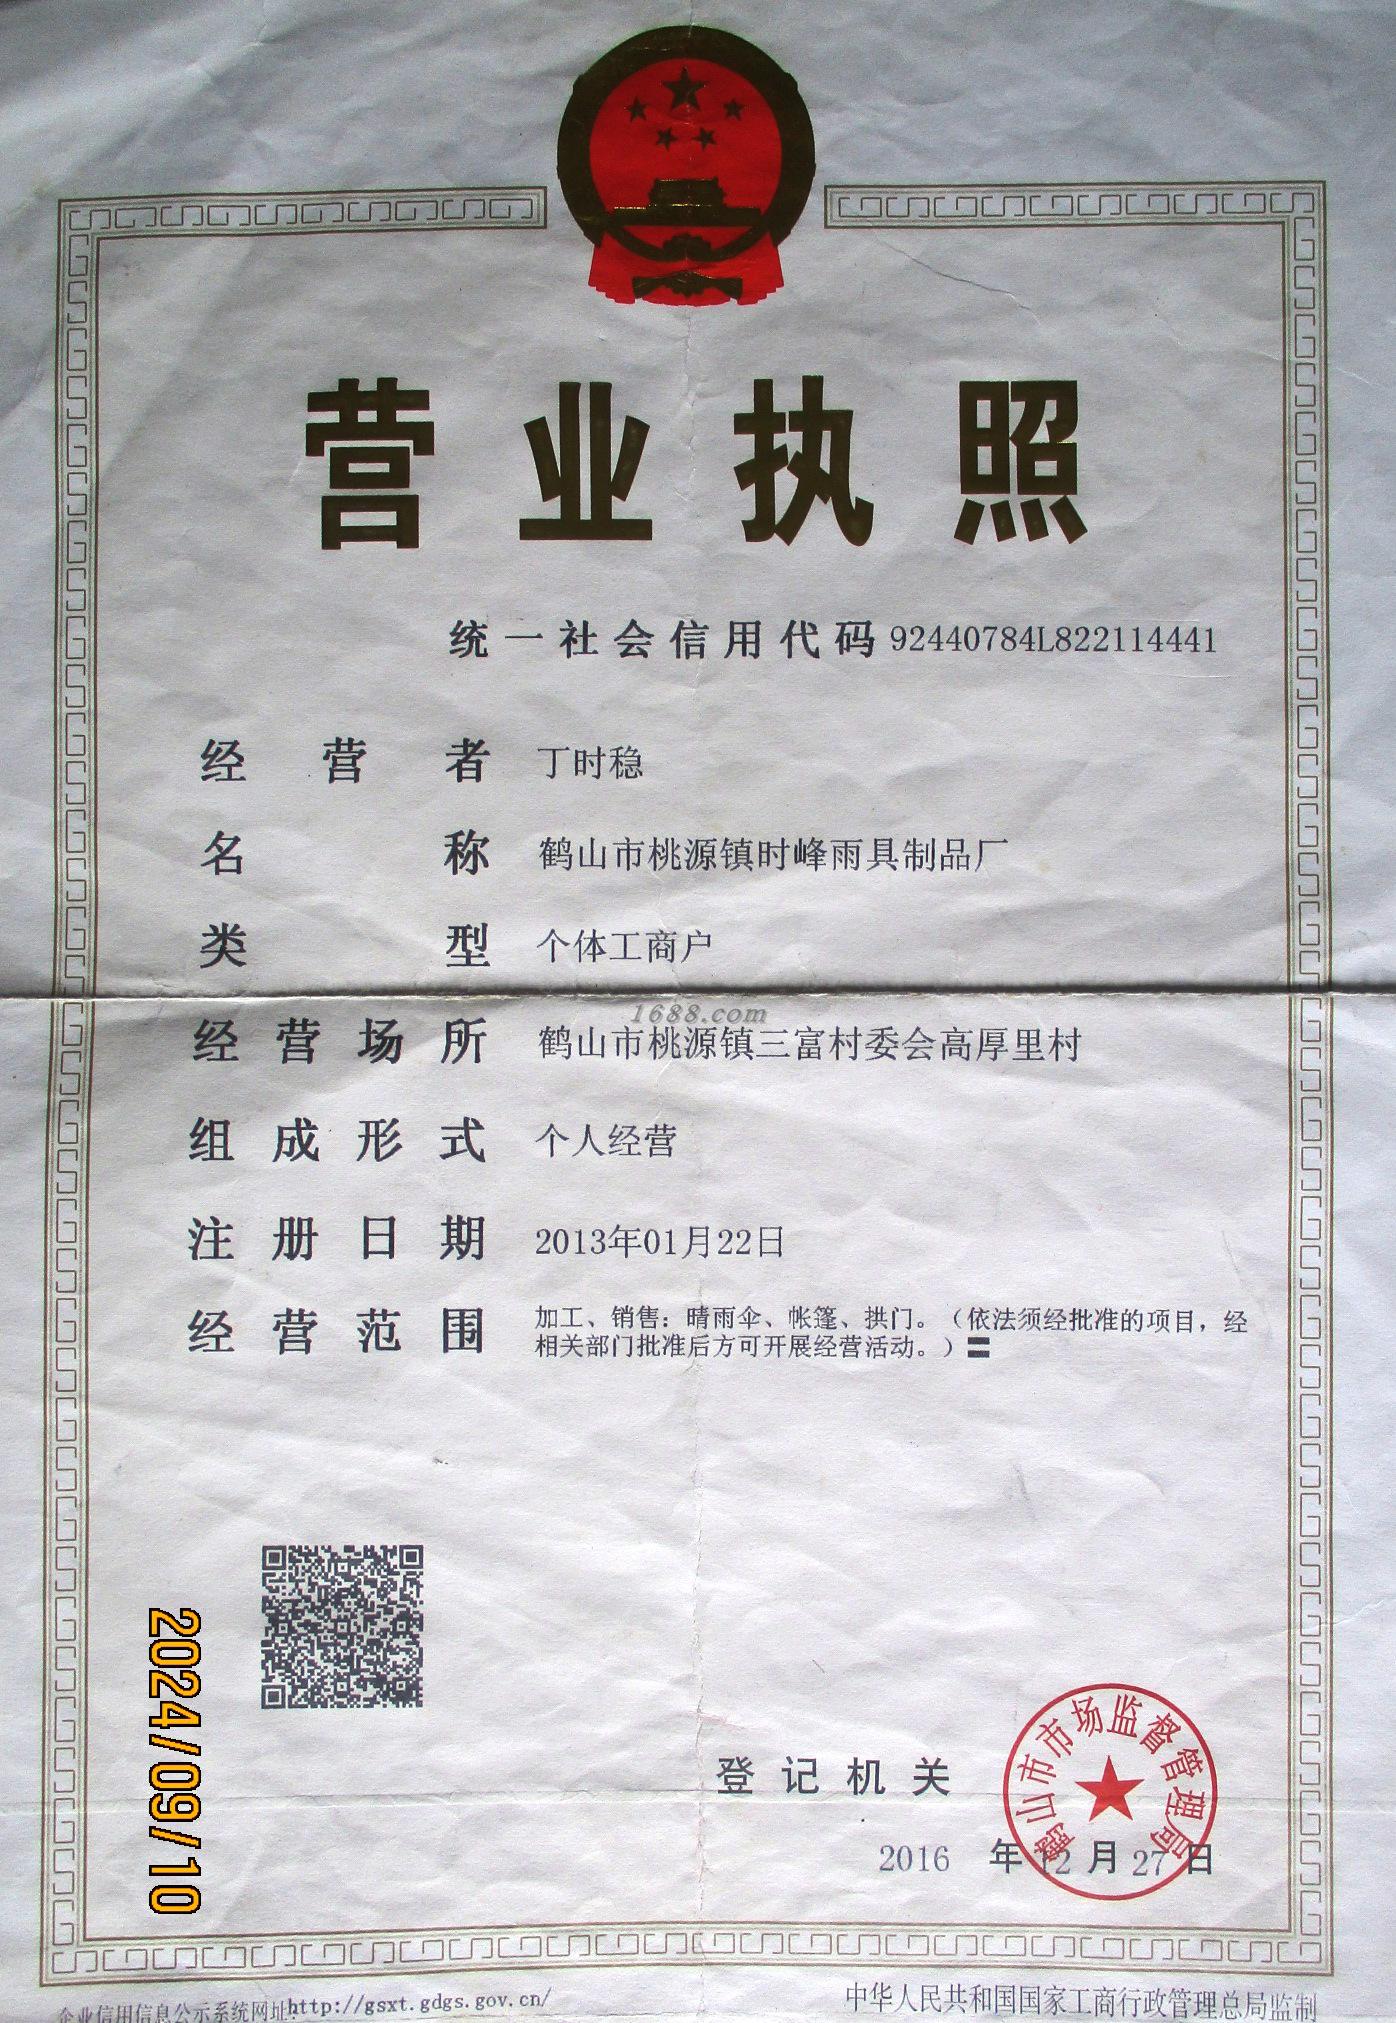 营业执照
统一社会信用代码 92440784L822114441
经营者 丁时稳
名称 鹤山市桃源镇时峰雨具制品厂
类型 个体工商户
1688.com
经营场所 鹤山市桃源镇三富村委会高厚里村
组成形式 个人经营
注册日期 2013年01月22日
经营范围 加工、销售：晴雨伞、帐篷、拱门。（依法须经批准的项目，经
相关部门批准后方可开展经营活动。）
2024/09/10
登记机关
鹤山市市场监督管理局
2016 年 12 月 27 日
企业信用信息公示系统网址：http://gsxt.gdgs.gov.cn/
中华人民共和国国家工商行政管理总局监制